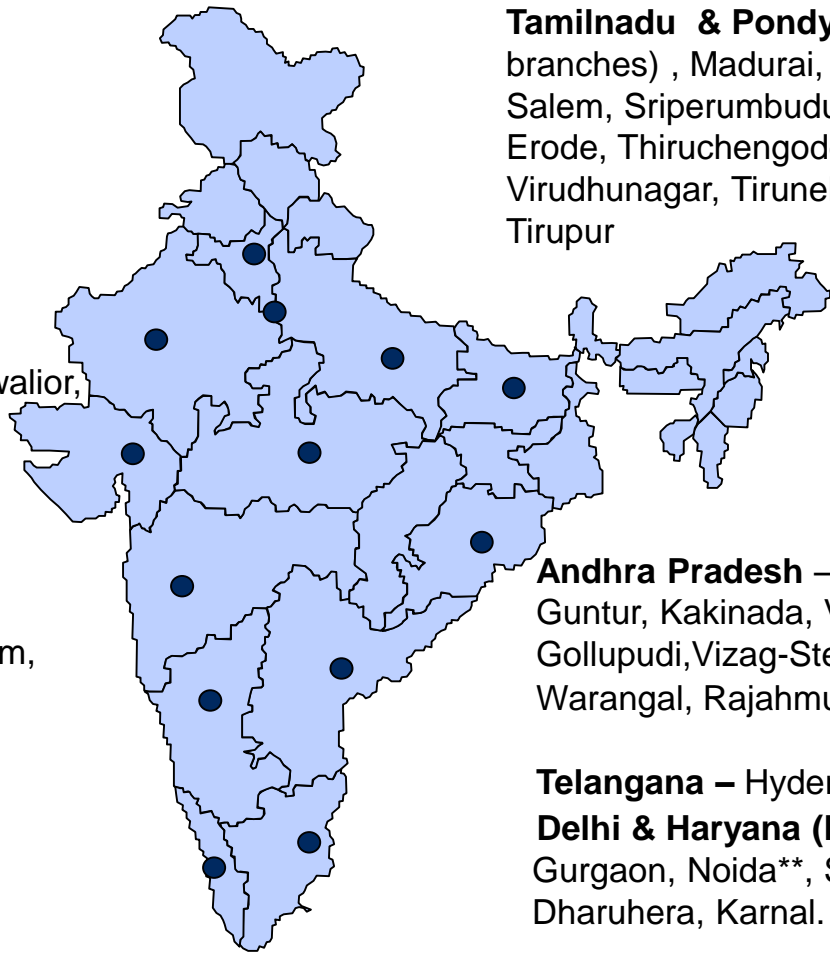 Tamilnadu & Pondy
branches) , Madurai,
Salem, Sriperumbudu
Erode, Thiruchengod
Virudhunagar, Tirune
Tirupur
walior,
Andhra Pradesh –
Guntur, Kakinada, V
Gollupudi,Vizag-Ste
m,
Warangal, Rajahmu
Telangana – Hyder
Delhi & Haryana (
Gurgaon, Noida**, S
Dharuhera, Karnal.